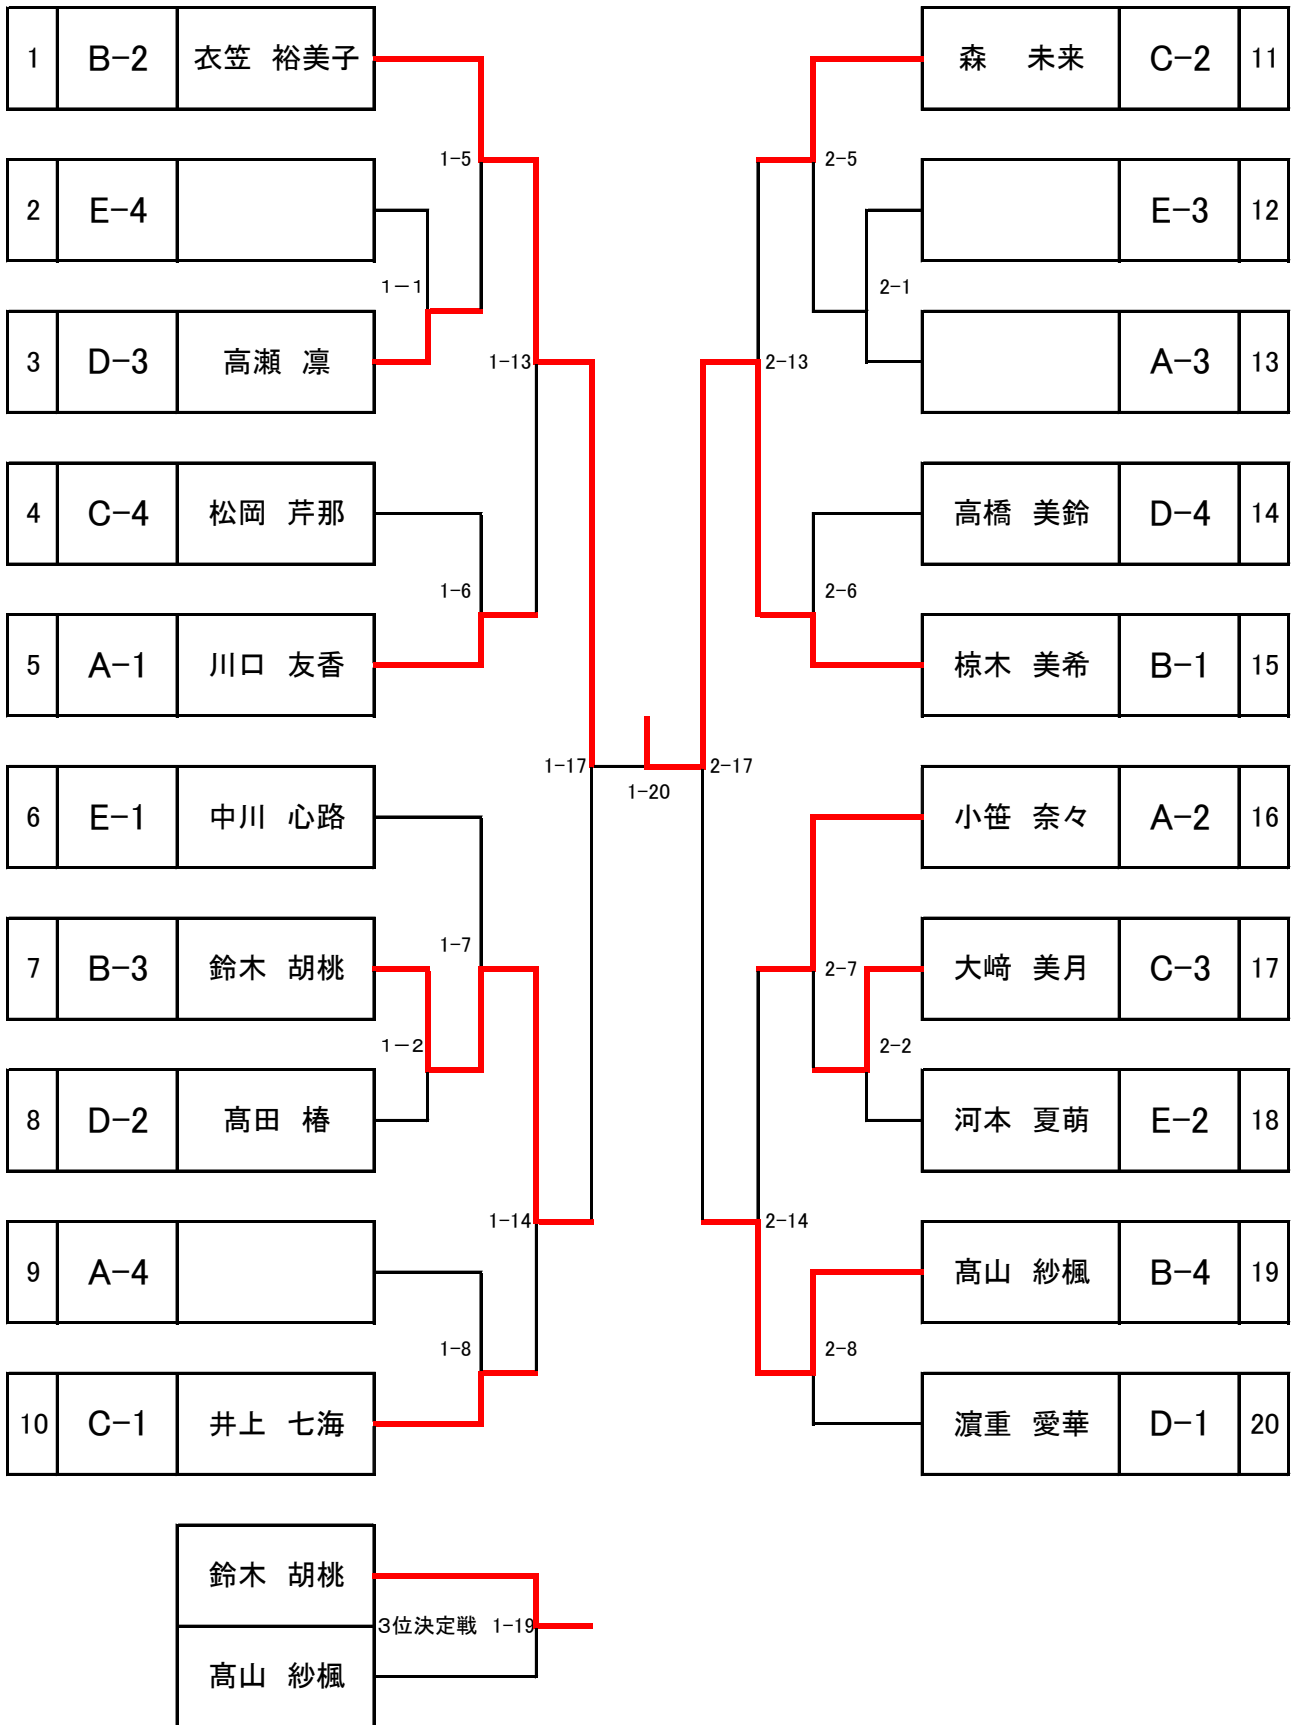 1 B-2 衣笠 裕美子
森 未来 C-2 11
1-5
2-5
2 E-4
E-3 12
1-1
2-1
3 D-3 高瀬 凛
1-13
2-13
A-3 13
4 C-4 松岡 芹那
高橋 美鈴 D-4 14
1-6
2-6
5 A-1 川口 友香
椋木 美希 B-1 15
1-17
2-17
1-20
6 E-1 中川 心路
小笹 奈々 A-2 16
1-7
2-7
7 B-3 鈴木 胡桃
大﨑 美月 C-3 17
1-2
2-2
8 D-2 髙田 椿
河本 夏萌 E-2 18
1-14
2-14
9 A-4
髙山 紗楓 B-4 19
1-8
2-8
10 C-1 井上 七海
濵重 愛華 D-1 20
鈴木 胡桃
3位決定戦 1-19
髙山 紗楓